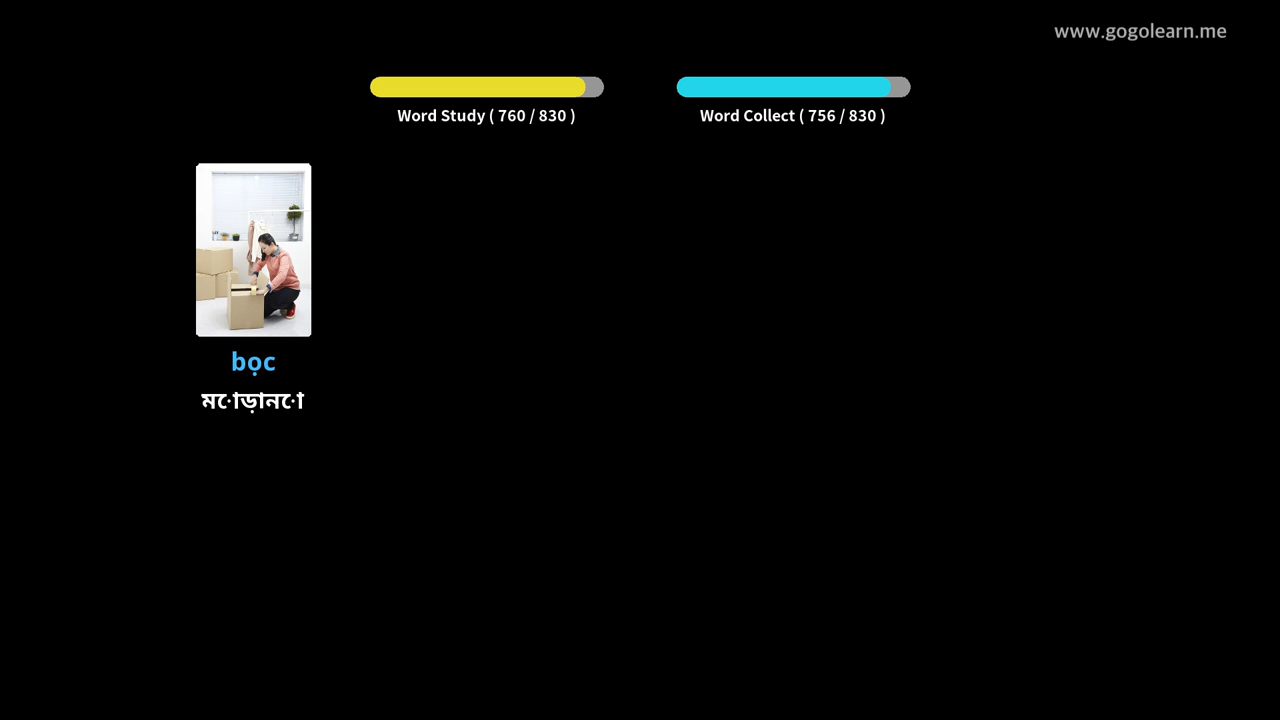 www.gogolearn.me
Word Study ( 760 / 830 )
Word Collect ( 756 / 830 )
bọc
মোড়ানো